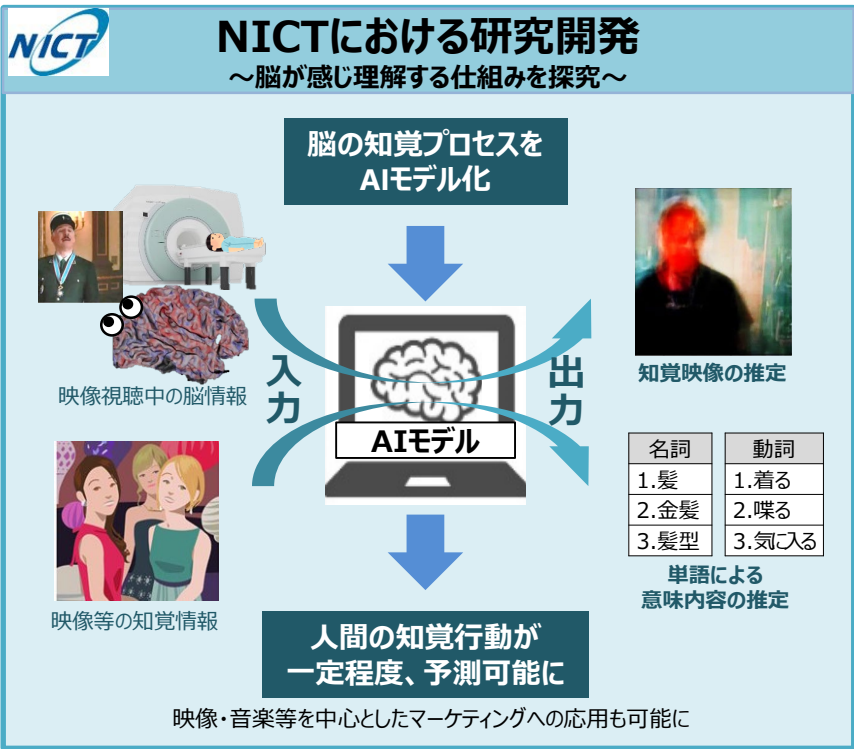 NICT
NICTにおける研究開発
～脳が感じ理解する仕組みを探究～
脳の知覚プロセスを
AIモデル化
映像視聴中の脳情報
入力
出力
AIモデル
知覚映像の推定
名詞 動詞
1.髪 1.着る
2.金髪 2.喋る
3.髪型 3.気に入る
単語による
意味内容の推定
映像等の知覚情報
人間の知覚行動が
一定程度、予測可能に
映像・音楽等を中心としたマーケティングへの応用も可能に